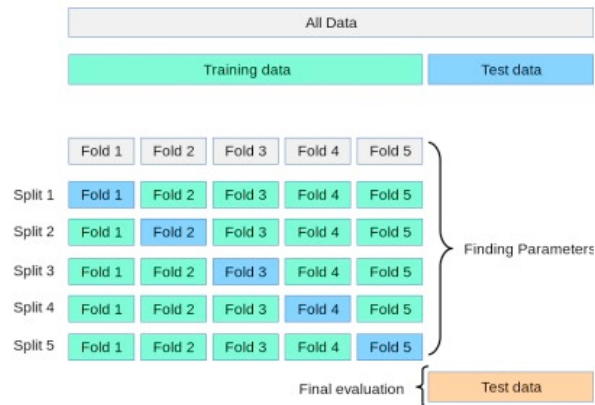 All Data
Training data Test data
Fold 1 Fold 2 Fold 3 Fold 4 Fold 5
Split 1 Fold 1 Fold 2 Fold 3 Fold 4 Fold 5
Split 2 Fold 1 Fold 2 Fold 3 Fold 4 Fold 5
Finding Parameters
Split 3 Fold 1 Fold 2 Fold 3 Fold 4 Fold 5
Split 4 Fold 1 Fold 2 Fold 3 Fold 4 Fold 5
Split 5 Fold 1 Fold 2 Fold 3 Fold 4 Fold 5
Final evaluation Test data